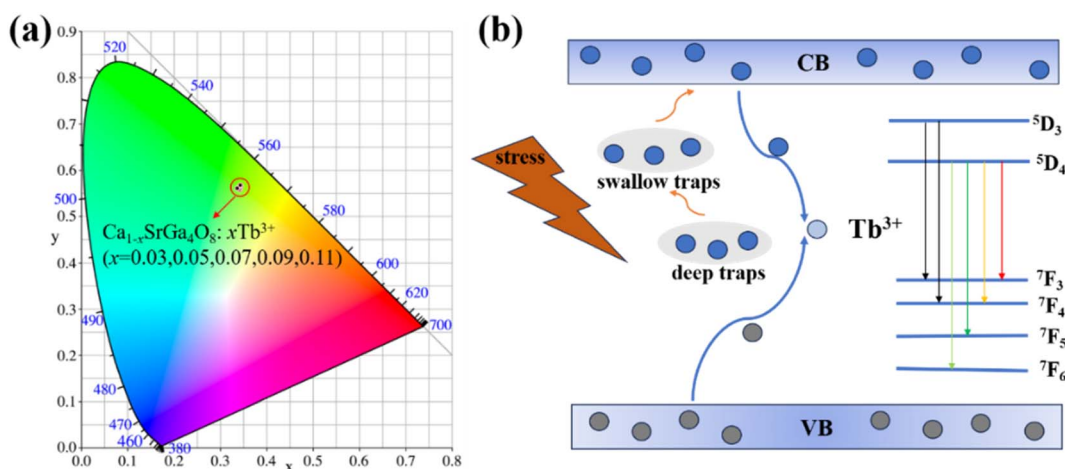 (a)
0.9
0.8
0.7
0.6
0.5
y
0.4
0.3
0.2
0.1
0.0
0.0 0.1 0.2 0.3 0.4 0.5 0.6 0.7 0.8
x
520
540
560
580
600
620
700
500
490
480
470
460
380
Ca1-xSrGa4O8: xTb3+
(x=0.03,0.05,0.07,0.09,0.11)
(b)
CB
stress
swallow traps
deep traps
Tb3+
5D3
5D4
7F3
7F4
7F5
7F6
VB